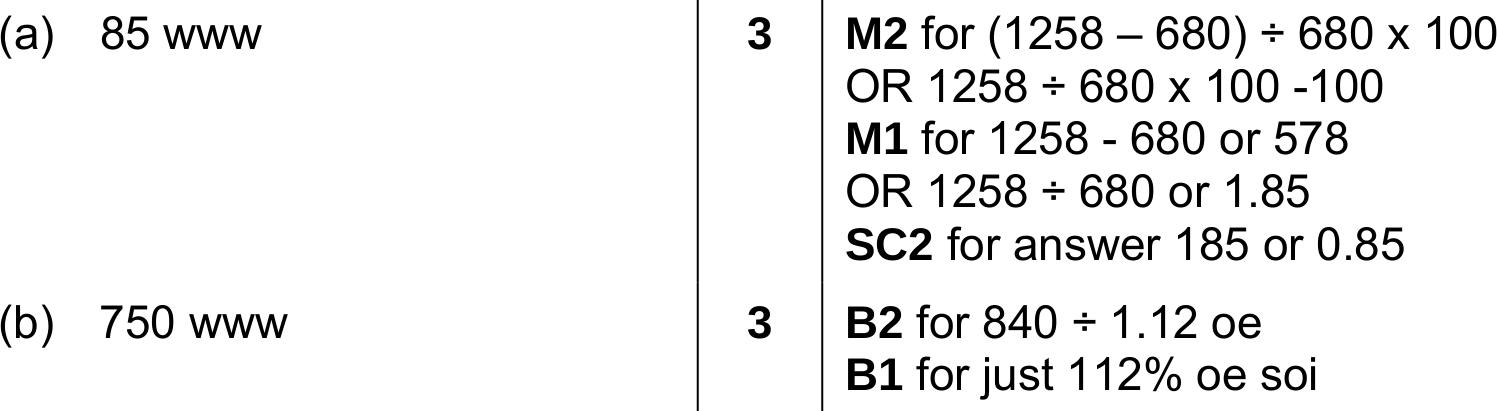 (a) 85 www 3 M2 for (1258 – 680) ÷ 680 x 100
OR 1258 ÷ 680 x 100 -100
M1 for 1258 - 680 or 578
OR 1258 ÷ 680 or 1.85
SC2 for answer 185 or 0.85
(b) 750 www 3 B2 for 840 ÷ 1.12 oe
B1 for just 112% oe soi